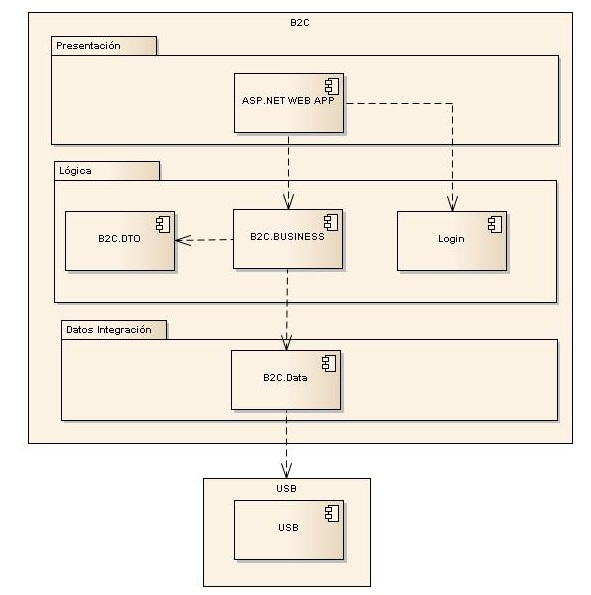 B2C
Presentación
ASP.NET WEB APP
Lógica
B2C.DTO
B2C.BUSINESS
Login
Datos Integración
B2C.Data
USB
USB